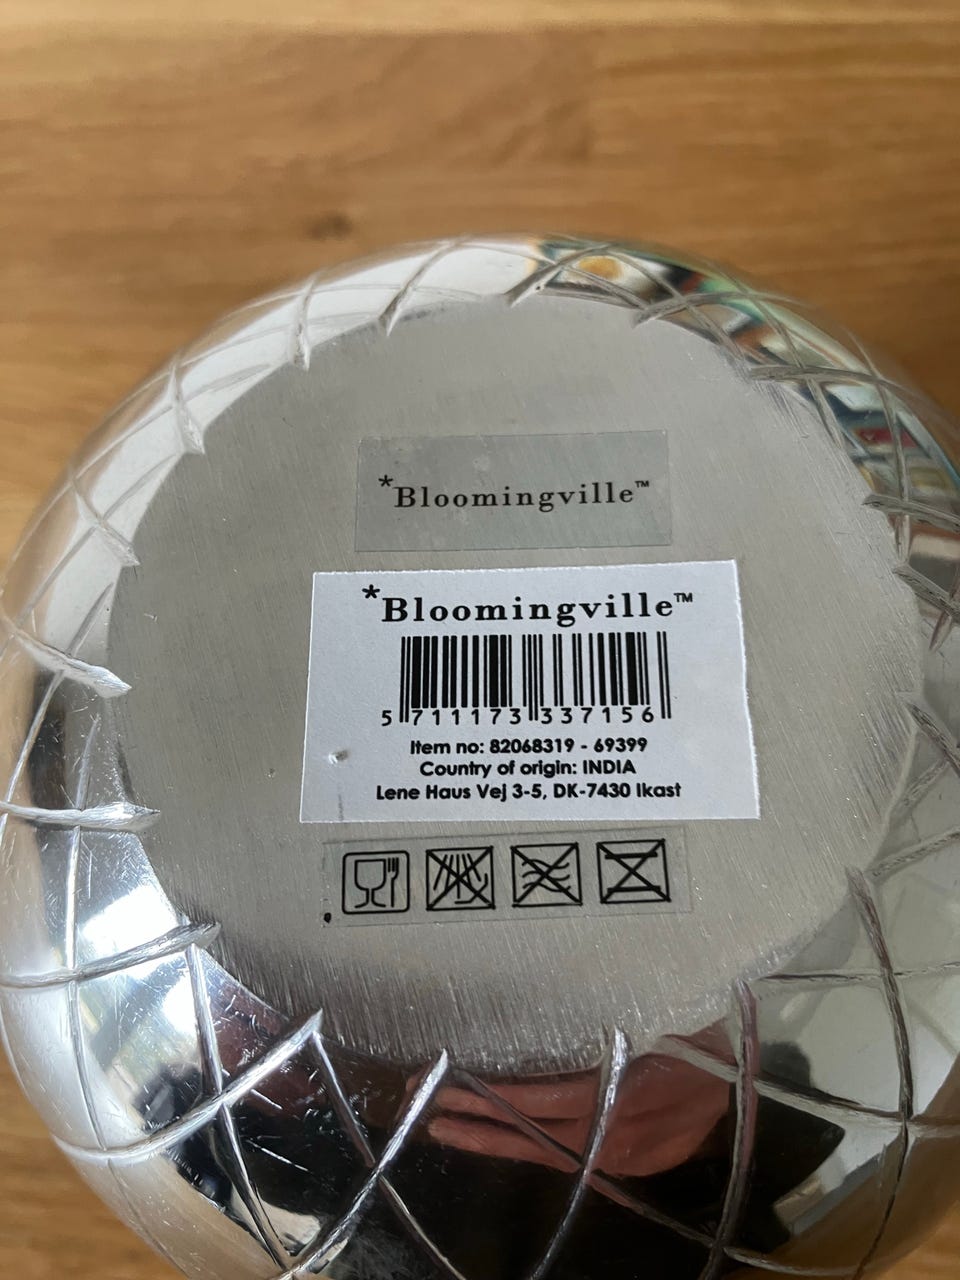 *Bloomingville™
*Bloomingville™
5 711173 337156
Item no: 82068319 - 69399
Country of origin: INDIA
Lene Haus Vej 3-5, DK-7430 Ikast